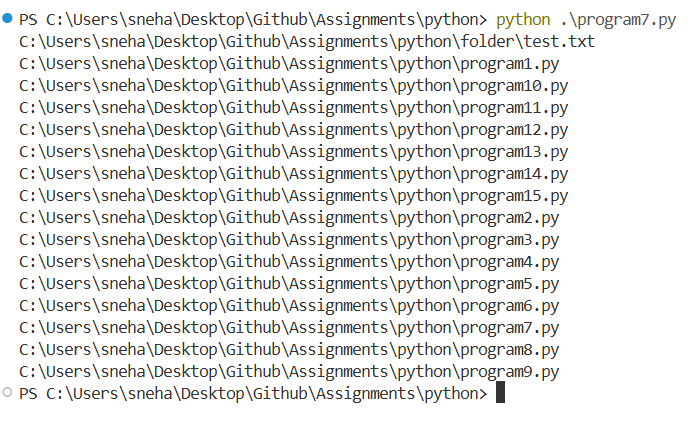 PS C:\Users\sneha\Desktop\Github\Assignments\python> python .\program7.py
C:\Users\sneha\Desktop\Github\Assignments\python\folder\test.txt
C:\Users\sneha\Desktop\Github\Assignments\python\program1.py
C:\Users\sneha\Desktop\Github\Assignments\python\program10.py
C:\Users\sneha\Desktop\Github\Assignments\python\program11.py
C:\Users\sneha\Desktop\Github\Assignments\python\program12.py
C:\Users\sneha\Desktop\Github\Assignments\python\program13.py
C:\Users\sneha\Desktop\Github\Assignments\python\program14.py
C:\Users\sneha\Desktop\Github\Assignments\python\program15.py
C:\Users\sneha\Desktop\Github\Assignments\python\program2.py
C:\Users\sneha\Desktop\Github\Assignments\python\program3.py
C:\Users\sneha\Desktop\Github\Assignments\python\program4.py
C:\Users\sneha\Desktop\Github\Assignments\python\program5.py
C:\Users\sneha\Desktop\Github\Assignments\python\program6.py
C:\Users\sneha\Desktop\Github\Assignments\python\program7.py
C:\Users\sneha\Desktop\Github\Assignments\python\program8.py
C:\Users\sneha\Desktop\Github\Assignments\python\program9.py
PS C:\Users\sneha\Desktop\Github\Assignments\python>